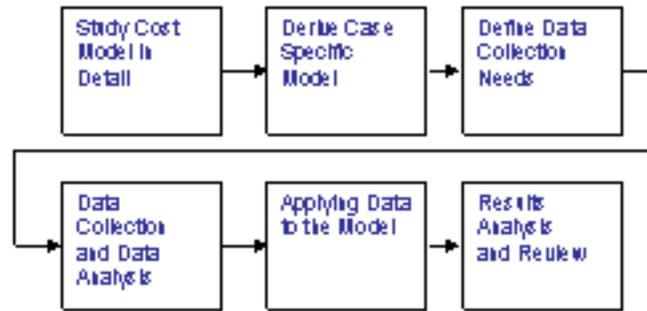 Study Cost
Model in
Detail
Derive Case
Specific
Model
Define Data
Collection
Needs
Data
Collection
and Data
Analysis
Applying Data
to the Model
Results
Analysis
and Review